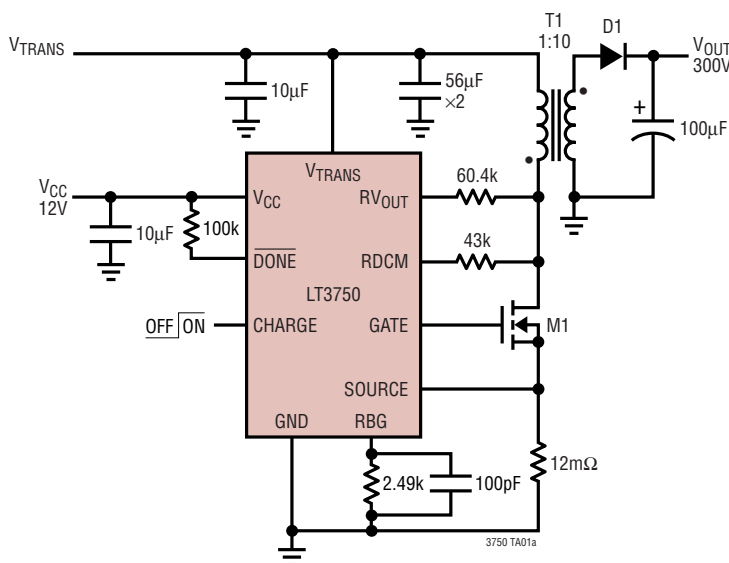 T1
1:10
D1
VTRANS
VOUT
300V
10µF
56µF
×2
+
100µF
VTRANS
60.4k
VCC
12V
VCC
RVOUT
10µF
100k
43k
DONE
RDCM
LT3750
OFF ON
CHARGE
GATE
M1
SOURCE
GND
RBG
12mΩ
2.49k
100pF
3750 TA01a